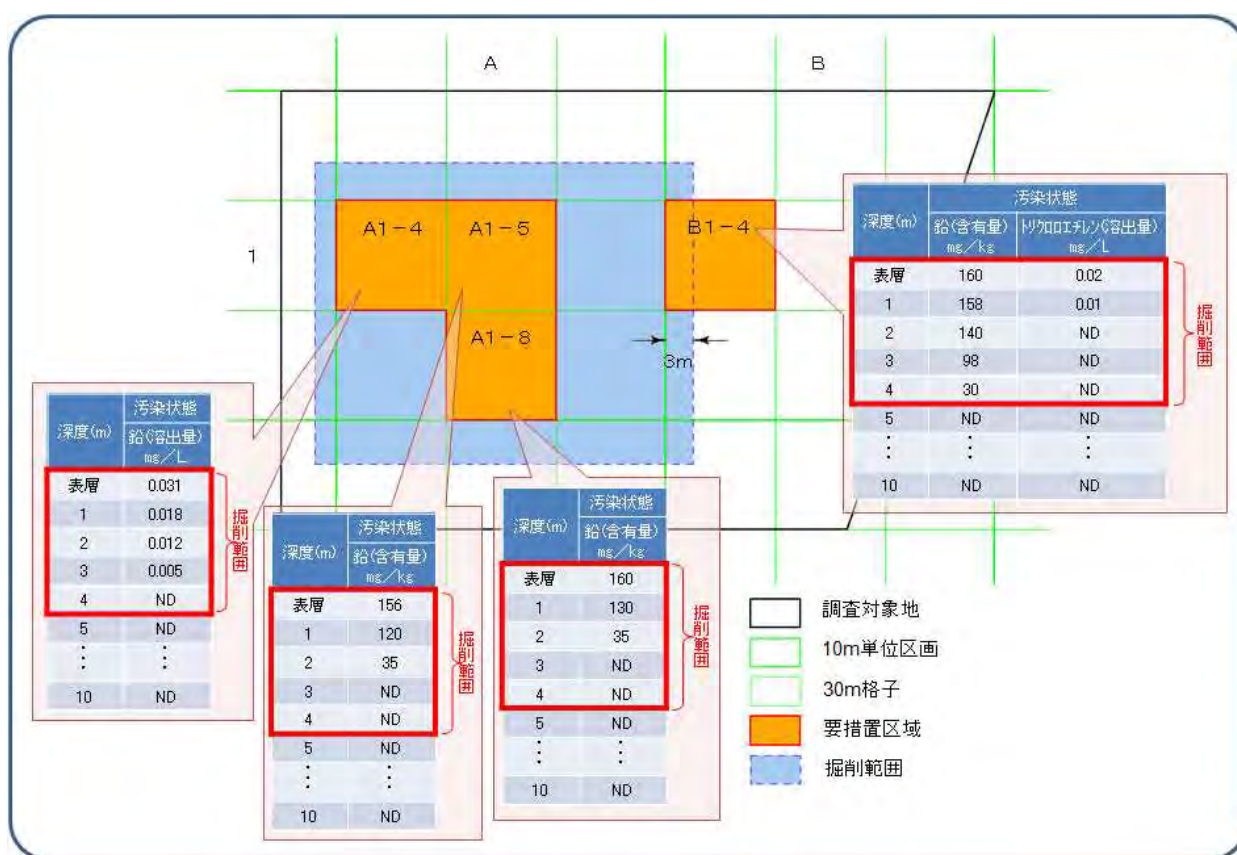 A
B
1
A1-4
A1-5
B1-4
A1-8
3m
深度(m)
汚染状態
鉛(含有量) mg/kg
トリクロロエチレン(溶出量) mg/L
表層 160 0.02
1 158 0.01
2 140 ND
3 98 ND
4 30 ND
5 ND ND
⋮ ⋮ ⋮
10 ND ND
掘削範囲
深度(m)
汚染状態
鉛(溶出量)
mg/L
表層 0.031
1 0.018
2 0.012
3 0.005
4 ND
5 ND
⋮ ⋮
10 ND
掘削範囲
深度(m)
汚染状態
鉛(含有量)
mg/kg
表層 156
1 120
2 35
3 ND
4 ND
5 ND
⋮ ⋮
10 ND
掘削範囲
深度(m)
汚染状態
鉛(含有量)
mg/kg
表層 160
1 130
2 35
3 ND
4 ND
5 ND
⋮ ⋮
10 ND
掘削範囲
調査対象地
10m単位区画
30m格子
要措置区域
掘削範囲